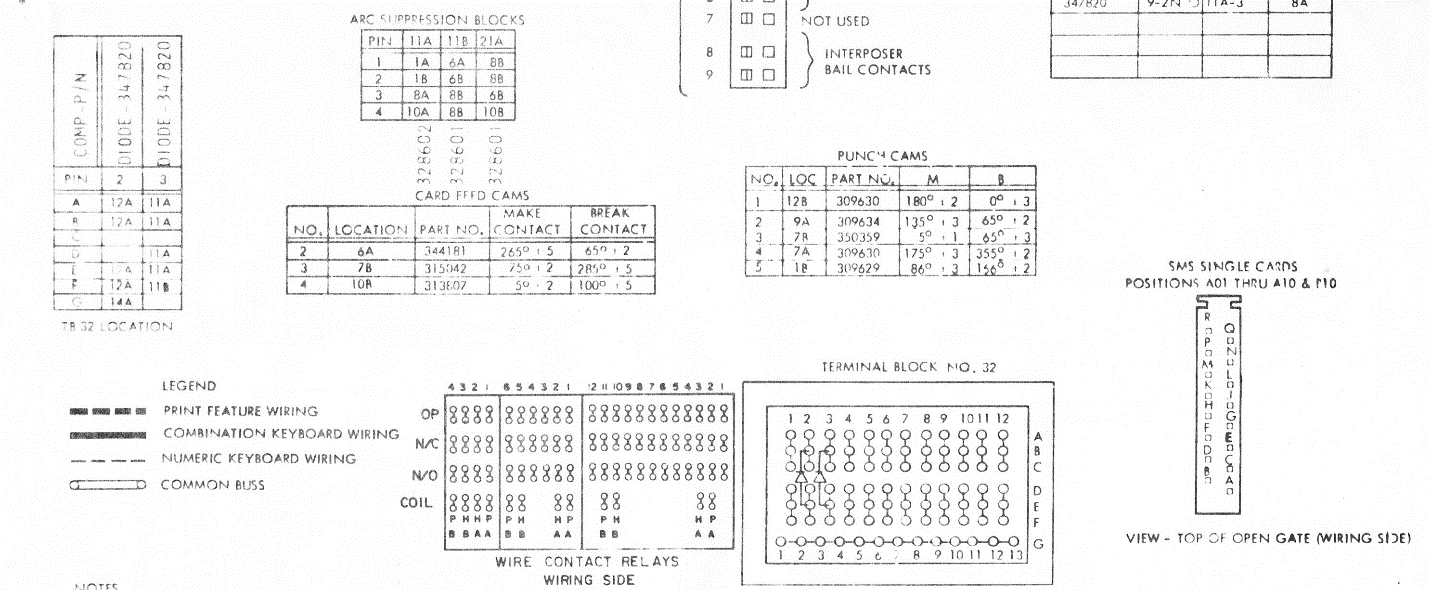 ARC SUPPRESSION BLOCKS
PIN 11A 11B 21A
1 1A 6A 8B
2 1B 6B 8B
3 8A 8B 6B
4 10A 8B 10B
328602 328601 328601
COMP-P/N DIODE-347820 DIODE-347820
PIN 2 3
A 12A 11A
B 12A 11A
C
D 11A
E 12A 11A
F 12A 11B
G 14A
TB 32 LOCATION
CARD FEED CAMS
NO. LOCATION PART NO. MAKE CONTACT BREAK CONTACT
2 6A 344181 265° ± 5 65° ± 2
3 7B 315042 75° ± 2 285° ± 5
4 10B 313807 5° ± 2 100° ± 5
7 NOT USED
8 INTERPOSER
9 BAIL CONTACTS
347820 11A-3 8A
PUNCH CAMS
NO. LOC PART NO. M B
1 12B 309630 180° ± 2 0° ± 3
2 9A 309634 135° ± 3 65° ± 2
3 7B 350359 5° ± 1 65° ± 3
4 7A 309630 175° ± 3 355° ± 2
5 1B 309629 86° ± 3 156° ± 2
SMS SINGLE CARDS
POSITIONS A01 THRU A10 &
R P M K H F D B
Q N L J G E C A
VIEW - TOP OF OPEN GATE (WIRING SIDE)
LEGEND
PRINT FEATURE WIRING
COMBINATION KEYBOARD WIRING
NUMERIC KEYBOARD WIRING
COMMON BUSS
4 3 2 1 6 5 4 3 2 1 12 11 10 9 8 7 6 5 4 3 2 1
OP
N/C
N/O
COIL
P H H P P H H P P H H P
B B A A B B A A B B A A
WIRE CONTACT RELAYS
WIRING SIDE
TERMINAL BLOCK NO. 32
1 2 3 4 5 6 7 8 9 10 11 12
A
B
C
D
E
F
G
1 2 3 4 5 6 8 9 10 11 12 13
NOTES